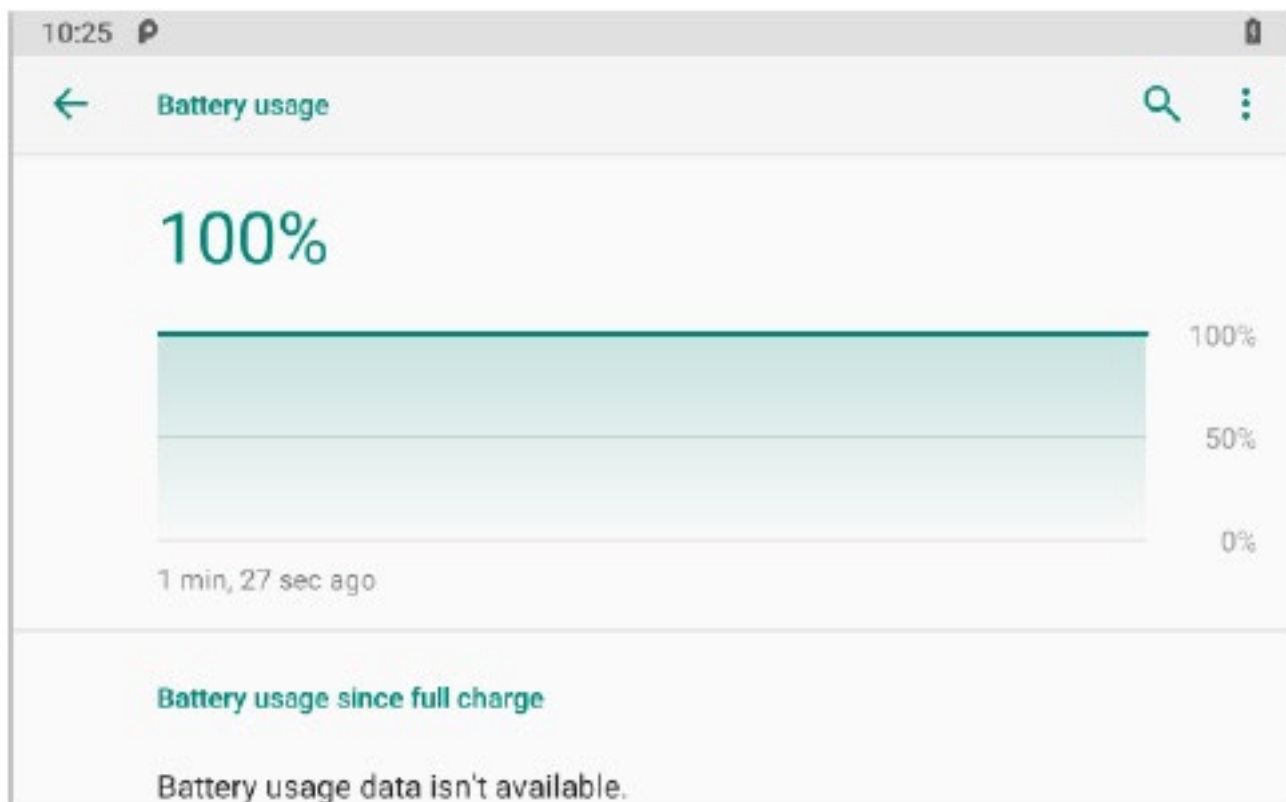 10:25
Battery usage
100%
100%
50%
0%
1 min, 27 sec ago
Battery usage since full charge
Battery usage data isn't available.